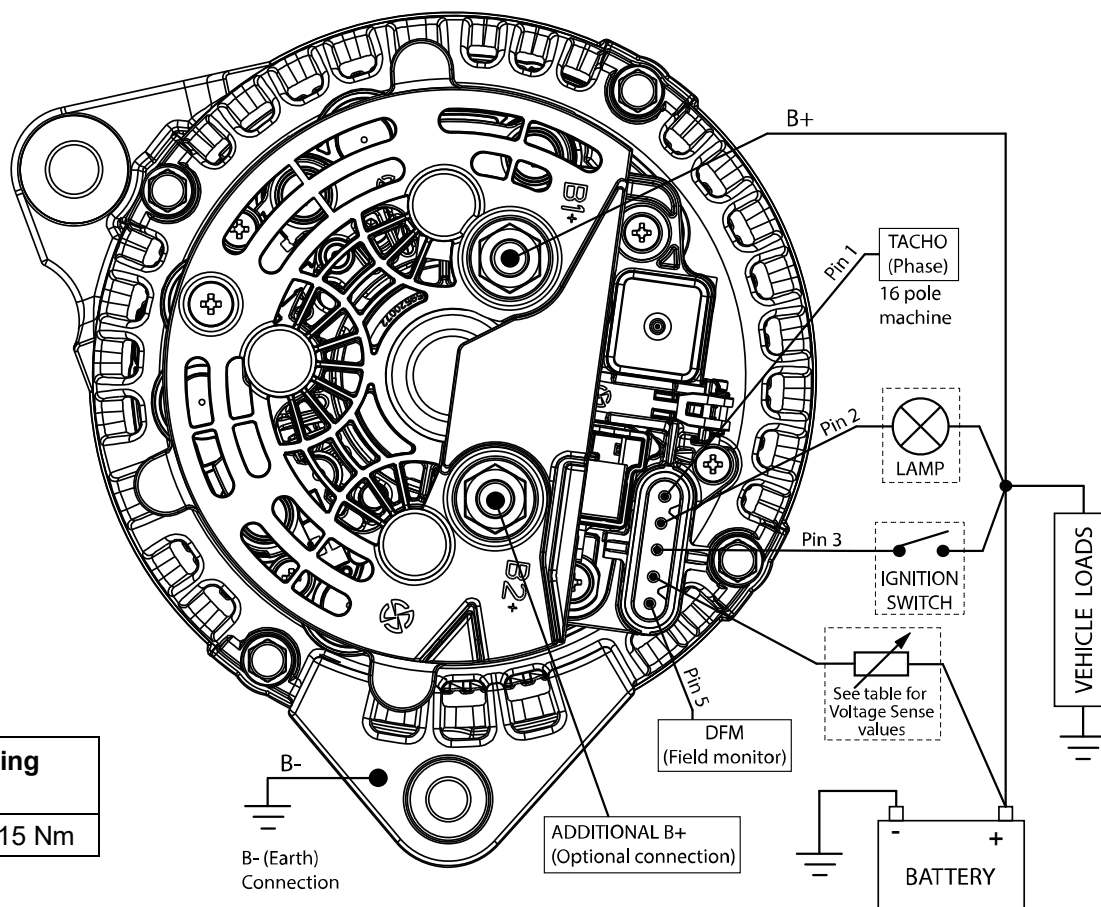 B+
B1+
Pin 1
TACHO
(Phase)
16 pole
machine
Pin 2
LAMP
Pin 3
IGNITION
SWITCH
VEHICLE LOADS
See table for
Voltage Sense
values
B2+
Pin 5
DFM
(Field monitor)
ing
15 Nm
B-
B- (Earth)
Connection
ADDITIONAL B+
(Optional connection)
- +
BATTERY